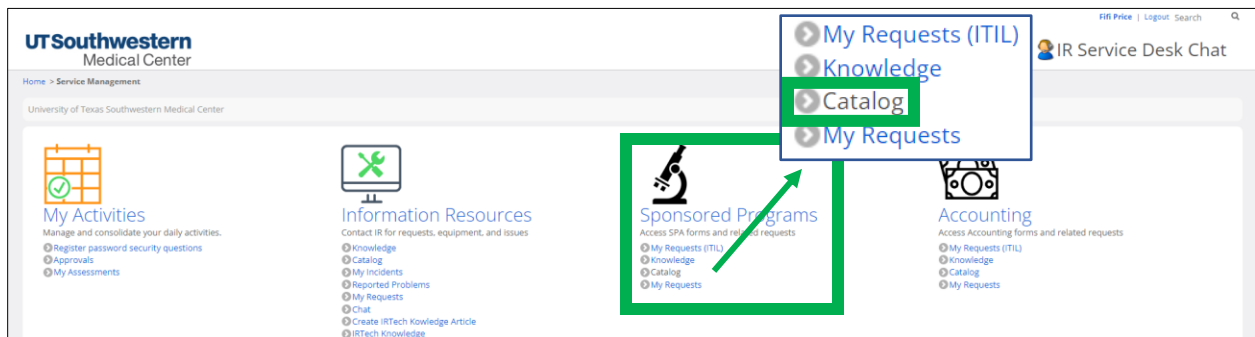 Fifi Price | Logout Search
UTSouthwestern
Medical Center
IR Service Desk Chat
Home > Service Management
University of Texas Southwestern Medical Center
My Requests (ITIL)
Knowledge
Catalog
My Requests
My Activities
Manage and consolidate your daily activities.
Register password security questions
Approvals
My Assessments
Information Resources
Contact IR for requests, equipment, and issues
Knowledge
Catalog
My Incidents
Reported Problems
My Requests
Chat
Create IRTech Kowledge Article
IRTech Knowledge
Sponsored Programs
Access SPA forms and related requests
My Requests (ITIL)
Knowledge
Catalog
My Requests
Accounting
Access Accounting forms and related requests
My Requests (ITIL)
Knowledge
Catalog
My Requests